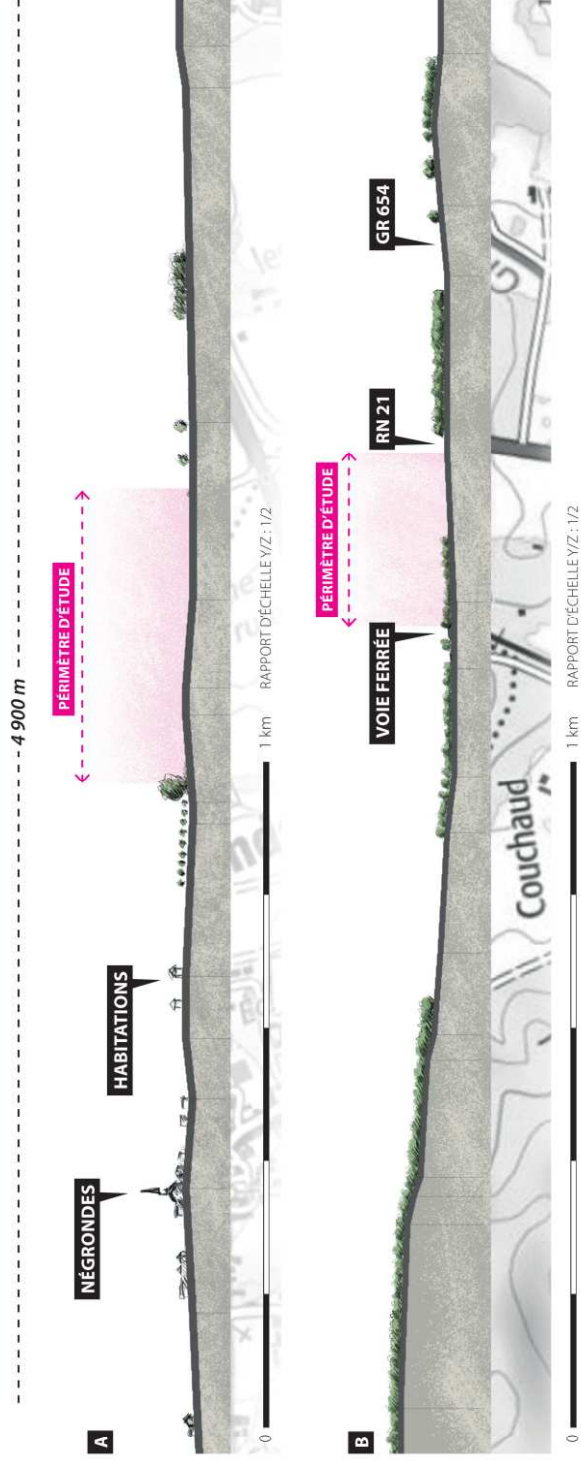 4 900 m
A
NÉGRONDES
HABITATIONS
PÉRIMÈTRE D'ÉTUDE
0
1 km
RAPPORT D'ÉCHELLE Y/Z : 1/2
B
VOIE FERRÉE
PÉRIMÈTRE D'ÉTUDE
RN 21
GR 654
Couchaud
G
0
1 km
RAPPORT D'ÉCHELLE Y/Z : 1/2